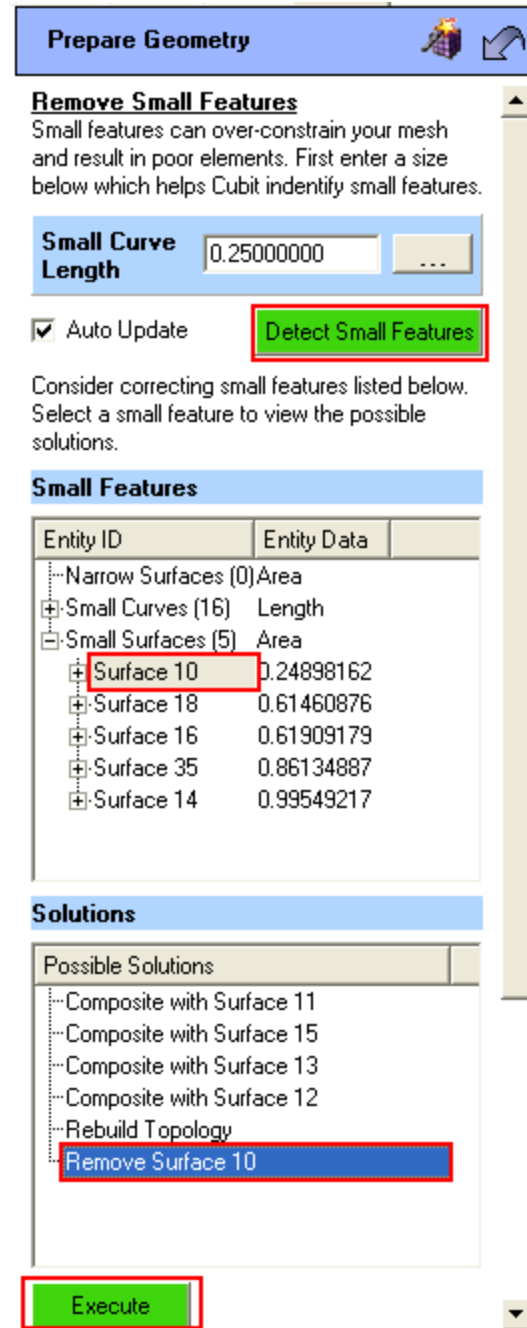 Prepare Geometry
Remove Small Features
Small features can over-constrain your mesh
and result in poor elements. First enter a size
below which helps Cubit indentify small features.
Small Curve
Length
0.25000000
...
Auto Update
Detect Small Features
Consider correcting small features listed below.
Select a small feature to view the possible
solutions.
Small Features
Entity ID Entity Data
Narrow Surfaces (0) Area
Small Curves (16) Length
Small Surfaces (5) Area
Surface 10 0.24898162
Surface 18 0.61460876
Surface 16 0.61909179
Surface 35 0.86134887
Surface 14 0.99549217
Solutions
Possible Solutions
Composite with Surface 11
Composite with Surface 15
Composite with Surface 13
Composite with Surface 12
Rebuild Topology
Remove Surface 10
Execute